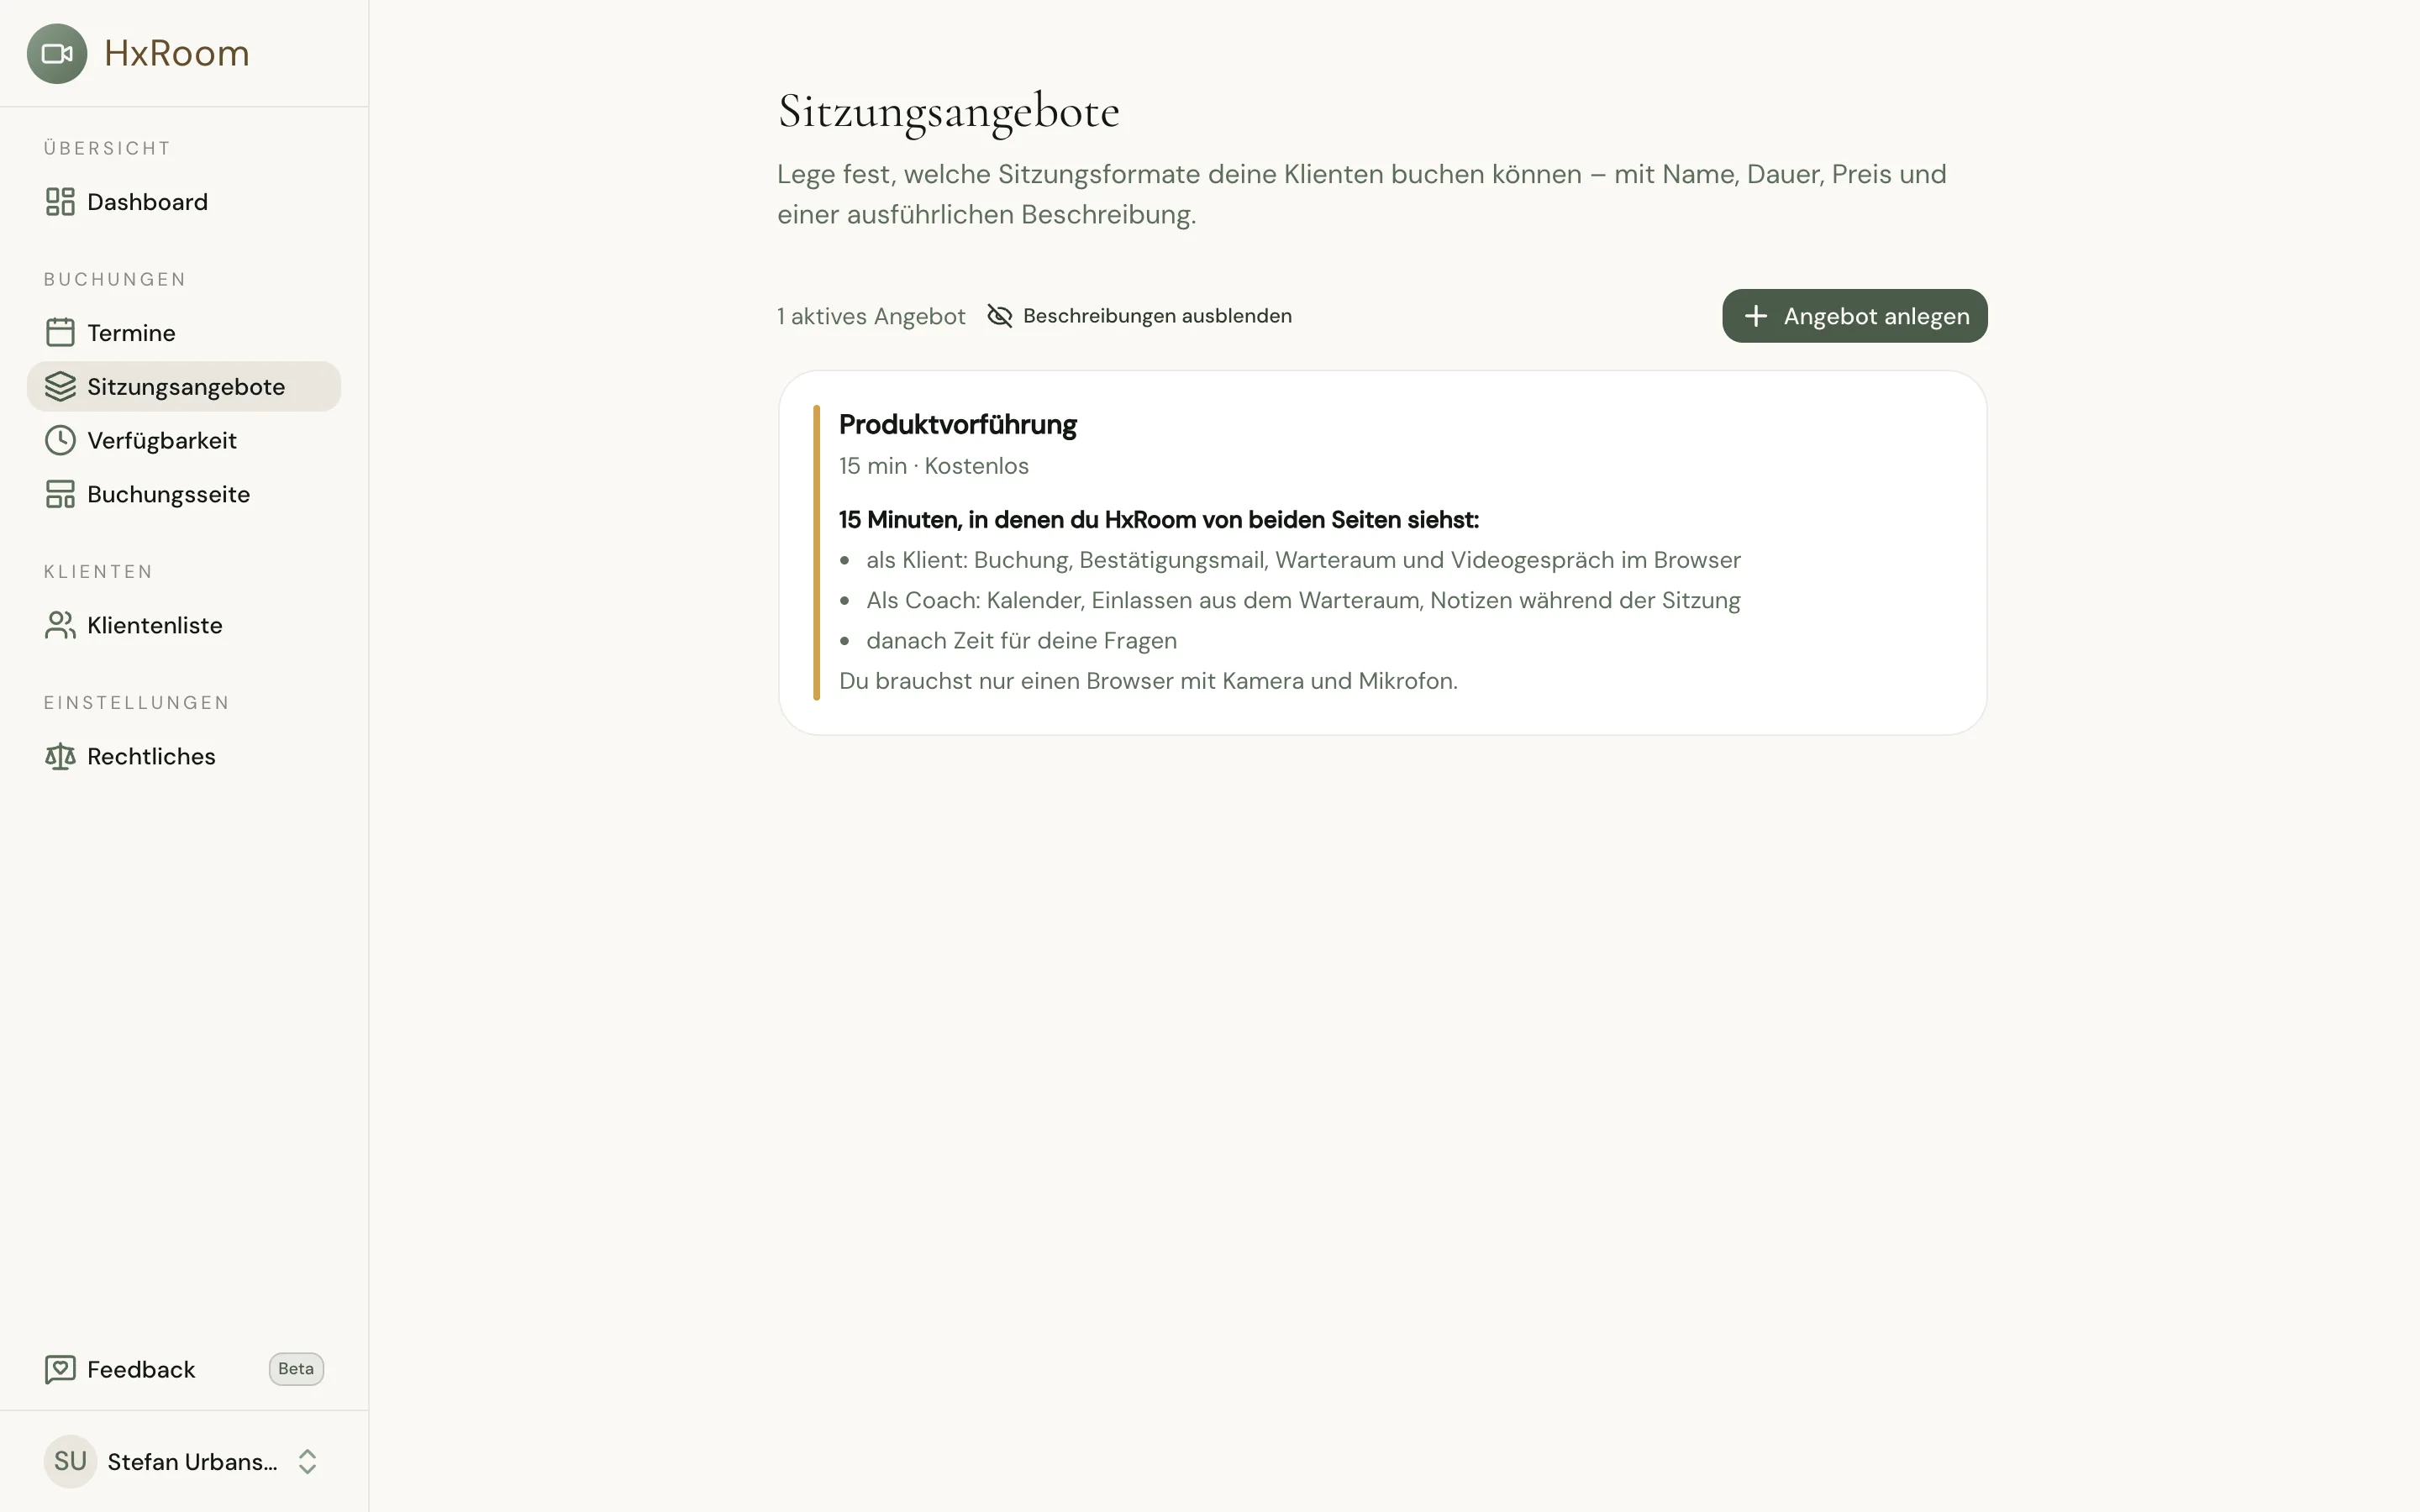 HxRoom
ÜBERSICHT
Dashboard
BUCHUNGEN
Termine
Sitzungsangebote
Verfügbarkeit
Buchungsseite
KLIENTEN
Klientenliste
EINSTELLUNGEN
Rechtliches
Feedback
Beta
SU
Stefan Urbans...
Sitzungsangebote
Lege fest, welche Sitzungsformate deine Klienten buchen können – mit Name, Dauer, Preis und
einer ausführlichen Beschreibung.
1 aktives Angebot
Beschreibungen ausblenden
Angebot anlegen
Produktvorführung
15 min · Kostenlos
15 Minuten, in denen du HxRoom von beiden Seiten siehst:
• als Klient: Buchung, Bestätigungsmail, Warteraum und Videogespräch im Browser
• Als Coach: Kalender, Einlassen aus dem Warteraum, Notizen während der Sitzung
• danach Zeit für deine Fragen
Du brauchst nur einen Browser mit Kamera und Mikrofon.